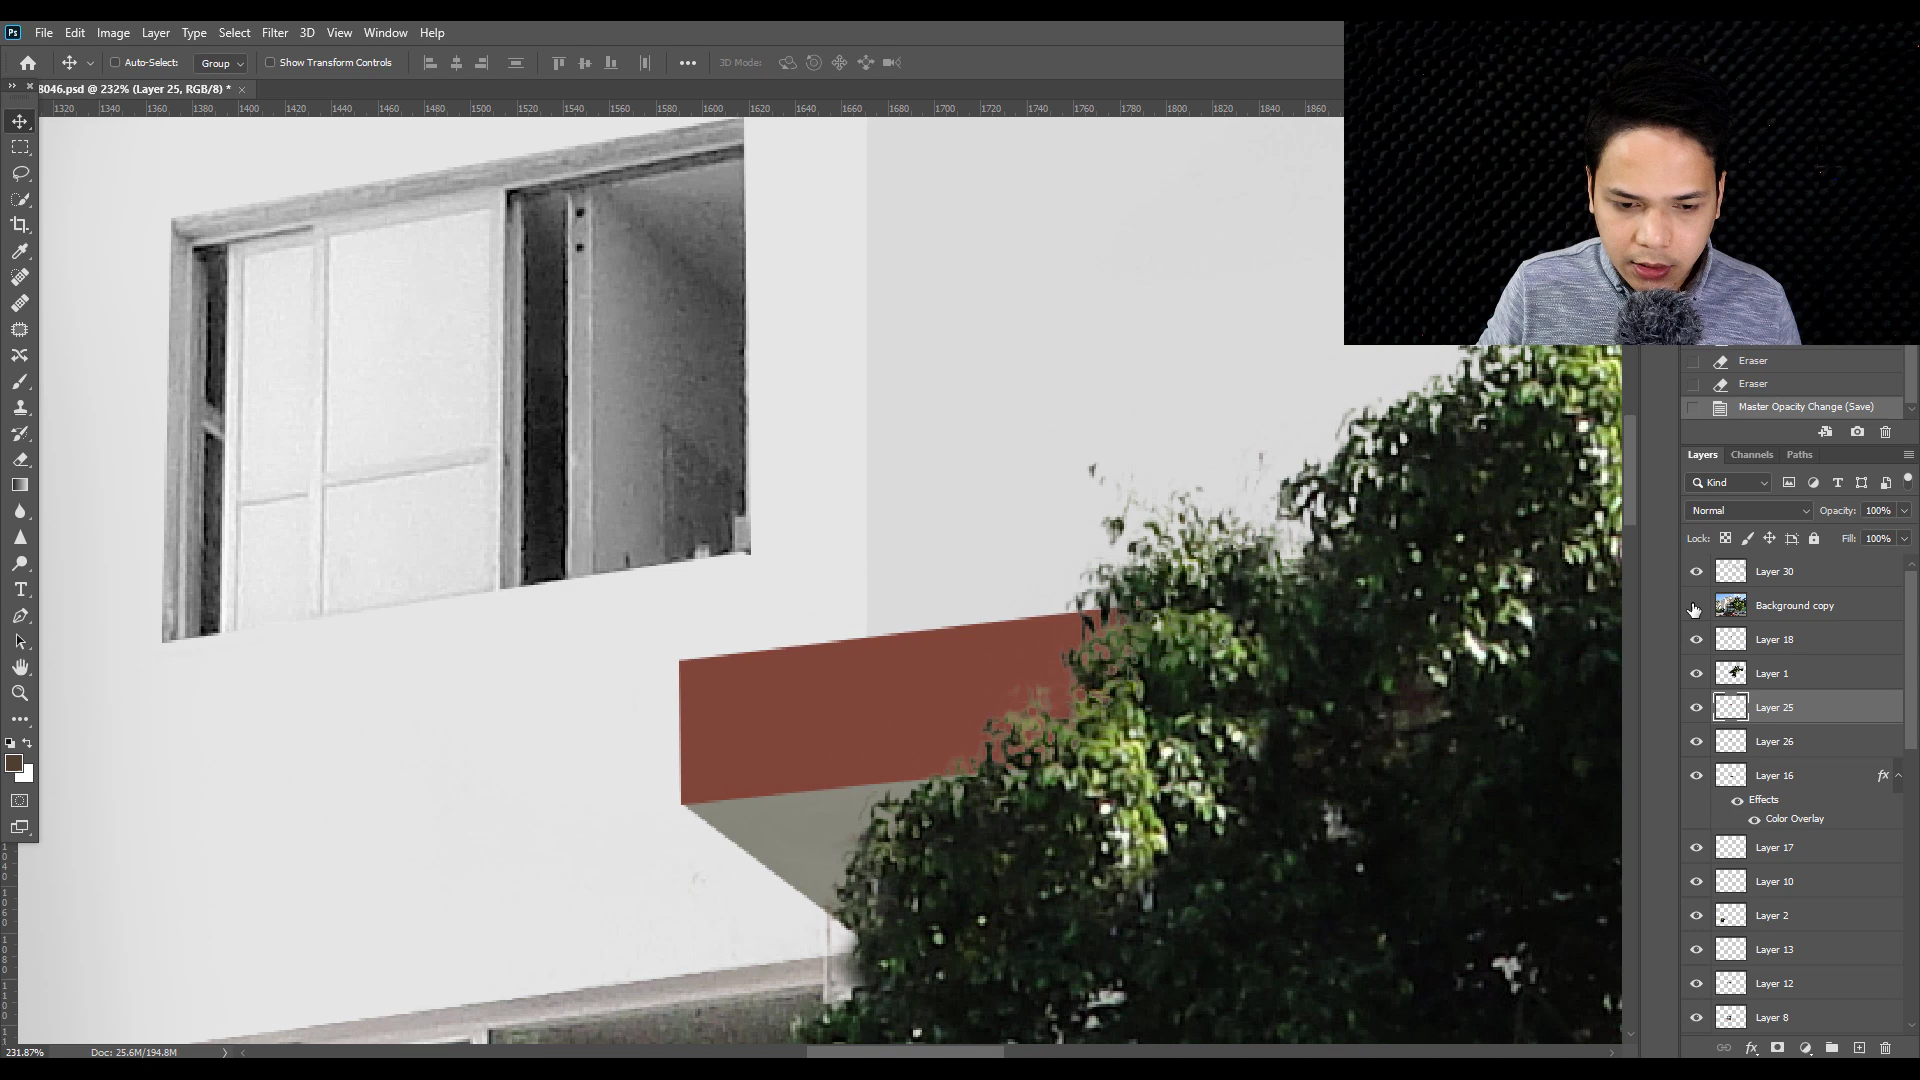 Ps File Edit Image Layer Type Select Filter 3D View Window Help
Auto-Select: Group Show Transform Controls 3D Mode:
8046.psd @ 232% (Layer 25, RGB/8) *
1320 1340 1360 1380 1400 1420 1440 1460 1480 1500 1520 1540 1560 1580 1600 1620 1640 1660 1680 1700 1720 1740 1760 1780 1800 1820 1840 1860
Eraser
Eraser
Master Opacity Change (Save)
Layers Channels Paths
Kind
Normal Opacity: 100%
Lock: Fill: 100%
Layer 30
Background copy
Layer 18
Layer 1
Layer 25
Layer 26
Layer 16 fx
Effects
Color Overlay
Layer 17
Layer 10
Layer 2
Layer 13
Layer 12
Layer 8
231.87% Doc: 25.6M/194.8M